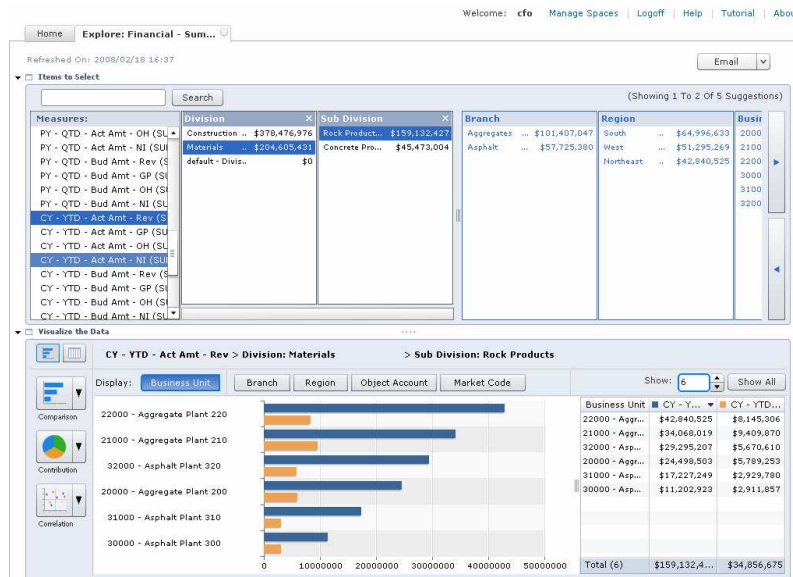 Welcome: cfo Manage Spaces | Logoff | Help | Tutorial | Abou
Home Explore: Financial - Sum...
Refreshed On: 2008/02/18 16:37
Email
Items to Select
Search
(Showing 1 To 2 Of 5 Suggestions)
Measures:
PY - QTD - Act Amt - OH (SU
PY - QTD - Act Amt - NI (SUI
PY - QTD - Bud Amt - Rev (S
PY - QTD - Bud Amt - GP (SI
PY - QTD - Bud Amt - OH (SI
PY - QTD - Bud Amt - NI (SU
CY - YTD - Act Amt - Rev (S
CY - YTD - Act Amt - GP (SU
CY - YTD - Act Amt - OH (SU
CY - YTD - Act Amt - NI (SUI
CY - YTD - Bud Amt - Rev (S
CY - YTD - Bud Amt - GP (SI
CY - YTD - Bud Amt - OH (SI
CY - YTD - Bud Amt - NI (SU
Division
Construction .. $378,476,976
Materials .. $204,605,431
default - Divis.. $0
Sub Division
Rock Product... $159,132,427
Concrete Pro... $45,473,004
Branch
Aggregates ... $101,407,047
Asphalt ... $57,725,380
Region
South .. $64,996,633
West ... $51,295,269
Northeast .. $42,840,525
Busir
2000
2100
2200
3000
3100
3200
Visualize the Data
CY - YTD - Act Amt - Rev > Division: Materials > Sub Division: Rock Products
Display: Business Unit Branch Region Object Account Market Code Show: 6 Show All
Comparison
Contribution
Correlation
22000 - Aggregate Plant 220
21000 - Aggregate Plant 210
32000 - Asphalt Plant 320
20000 - Aggregate Plant 200
31000 - Asphalt Plant 310
30000 - Asphalt Plant 300
0 10000000 20000000 30000000 40000000 50000000
Business Unit CY - Y... CY - YTD...
22000 - Aggr... $42,840,525 $8,145,306
21000 - Aggr... $34,068,019 $9,409,870
32000 - Asp... $29,295,207 $5,670,610
20000 - Aggr... $24,498,503 $5,789,253
31000 - Asp... $17,227,249 $2,929,780
30000 - Asp... $11,202,923 $2,911,857
Total (6) $159,132,4... $34,856,675